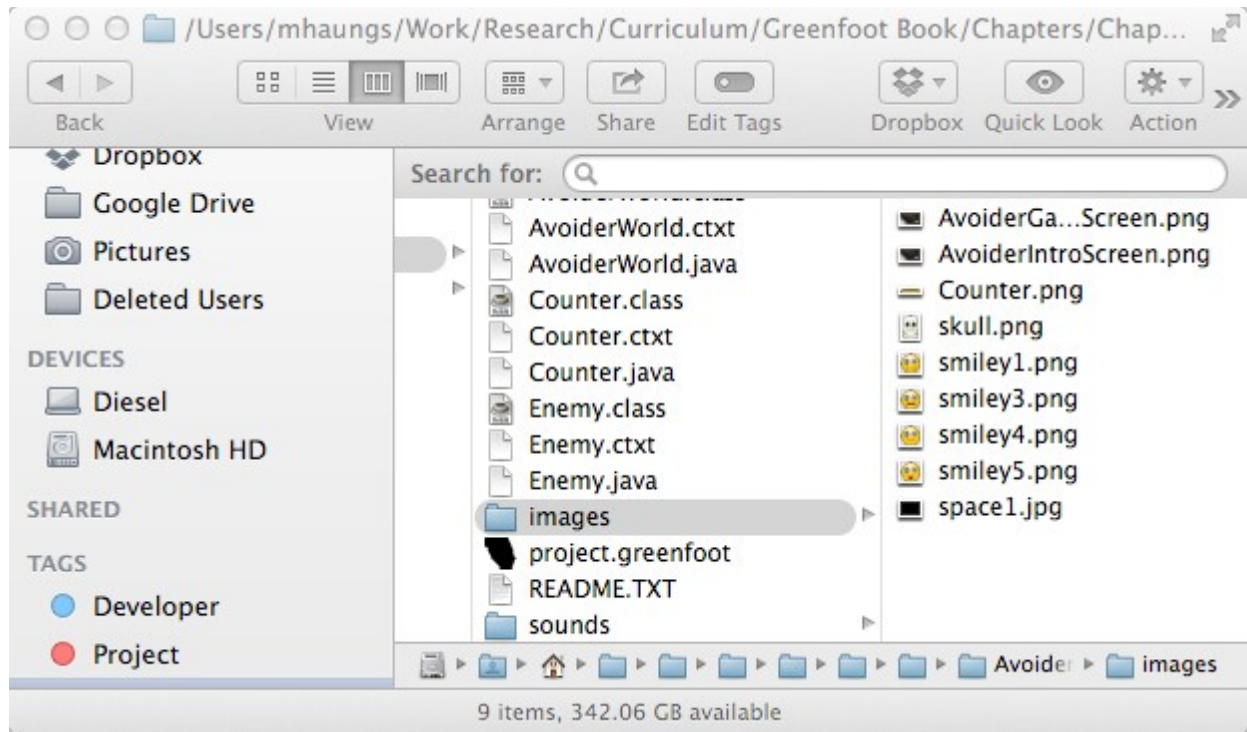 /Users/mhaungs/Work/Research/Curriculum/Greenfoot Book/Chapters/Chap...
Back View Arrange Share Edit Tags Dropbox Quick Look Action
Dropbox
Google Drive
Pictures
Deleted Users
DEVICES
Diesel
Macintosh HD
SHARED
TAGS
Developer
Project
Search for:
AvoiderWorld.ctxt
AvoiderWorld.java
Counter.class
Counter.ctxt
Counter.java
Enemy.class
Enemy.ctxt
Enemy.java
images
project.greenfoot
README.TXT
sounds
AvoiderGa...Screen.png
AvoiderIntroScreen.png
Counter.png
skull.png
smiley1.png
smiley3.png
smiley4.png
smiley5.png
space1.jpg
Avoider images
9 items, 342.06 GB available